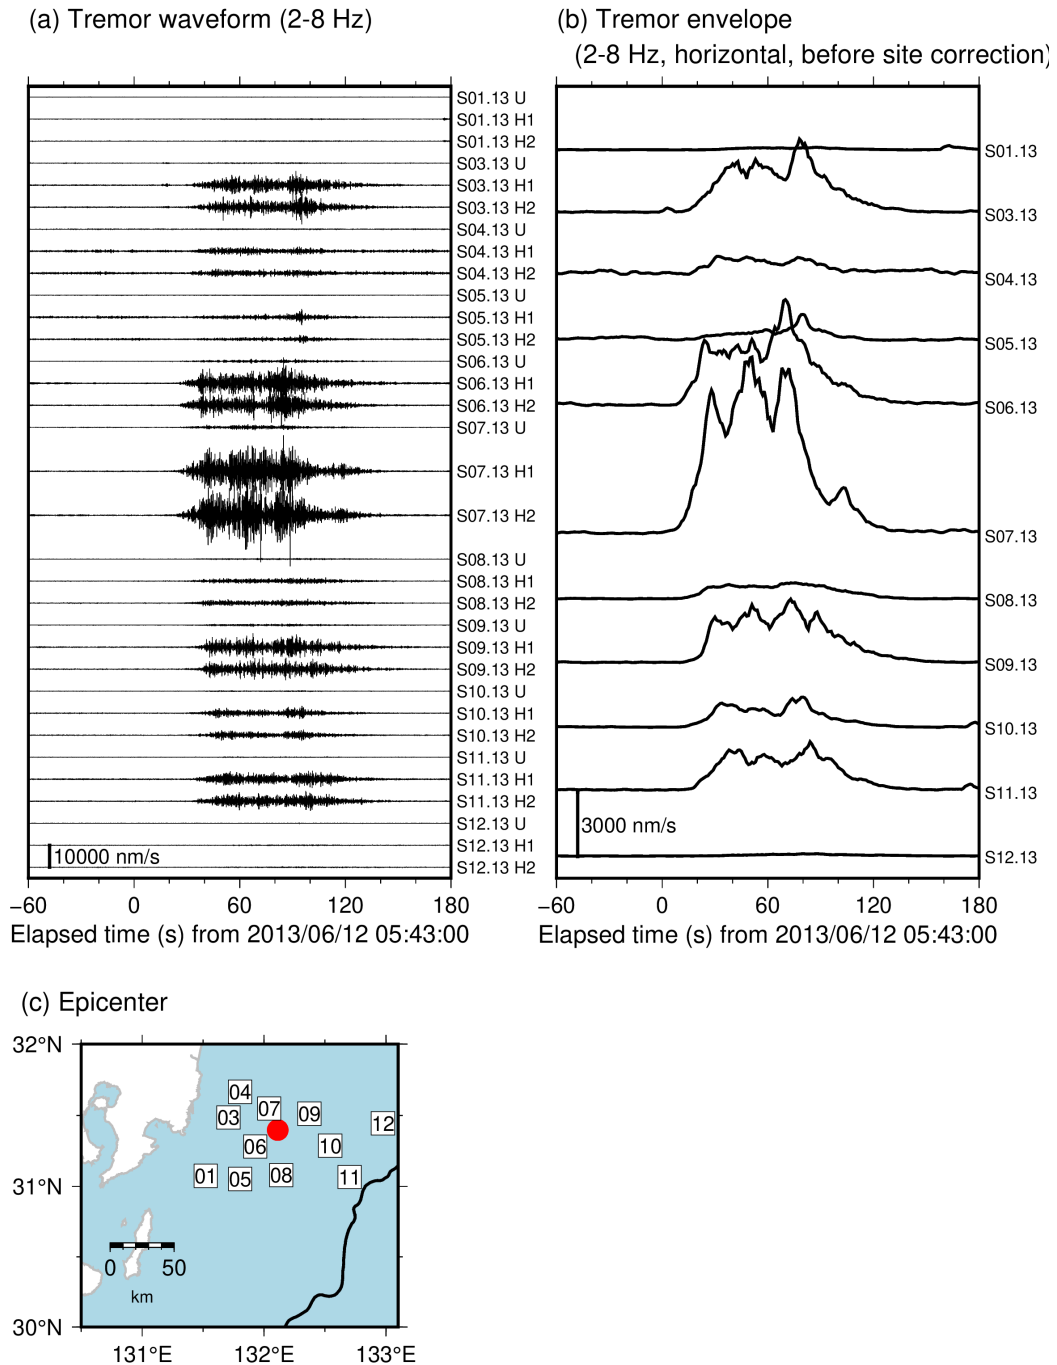 (a) Tremor waveform (2-8 Hz)
(b) Tremor envelope
(2-8 Hz, horizontal, before site correction)
S01.13 U
S01.13 H1
S01.13 H2
S03.13 U
S03.13 H1
S03.13 H2
S04.13 U
S04.13 H1
S04.13 H2
S05.13 U
S05.13 H1
S05.13 H2
S06.13 U
S06.13 H1
S06.13 H2
S07.13 U
S07.13 H1
S07.13 H2
S08.13 U
S08.13 H1
S08.13 H2
S09.13 U
S09.13 H1
S09.13 H2
S10.13 U
S10.13 H1
S10.13 H2
S11.13 U
S11.13 H1
S11.13 H2
S12.13 U
S12.13 H1
S12.13 H2
10000 nm/s
−60 0 60 120 180
Elapsed time (s) from 2013/06/12 05:43:00
S01.13
S03.13
S04.13
S05.13
S06.13
S07.13
S08.13
S09.13
S10.13
S11.13
S12.13
3000 nm/s
−60 0 60 120 180
Elapsed time (s) from 2013/06/12 05:43:00
(c) Epicenter
32°N
31°N
30°N
04
03
07
09
12
06
10
01
05
08
11
0 50
km
131°E 132°E 133°E